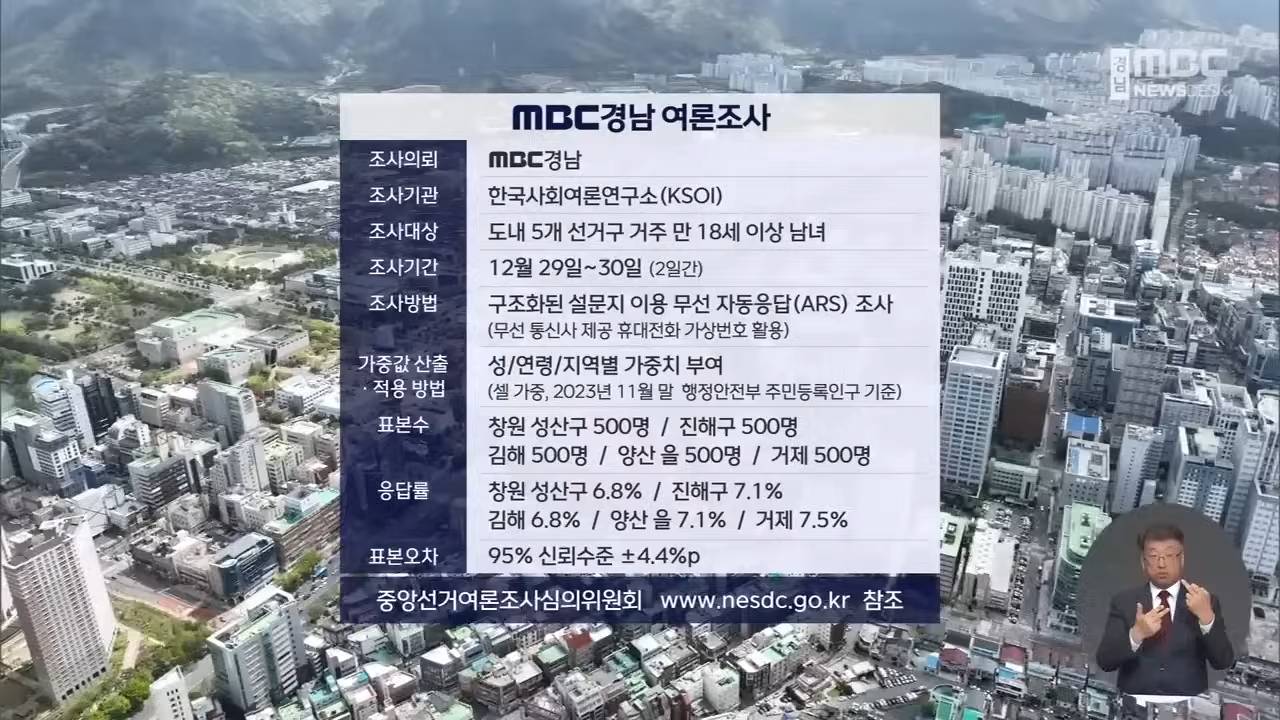 경남 MBC
NEWSDESK
MBC경남 여론조사
조사의뢰 MBC경남
조사기관 한국사회여론연구소(KSOI)
조사대상 도내 5개 선거구 거주 만 18세 이상 남녀
조사기간 12월 29일~30일 (2일간)
조사방법 구조화된 설문지 이용 무선 자동응답(ARS) 조사
(무선 통신사 제공 휴대전화 가상번호 활용)
가중값 산출 성/연령/지역별 가중치 부여
· 적용 방법 (셀 가중, 2023년 11월 말 행정안전부 주민등록인구 기준)
표본수 창원 성산구 500명 / 진해구 500명
김해 500명 / 양산 을 500명 / 거제 500명
응답률 창원 성산구 6.8% / 진해구 7.1%
김해 6.8% / 양산 을 7.1% / 거제 7.5%
표본오차 95% 신뢰수준 ±4.4%p
중앙선거여론조사심의위원회 www.nesdc.go.kr 참조